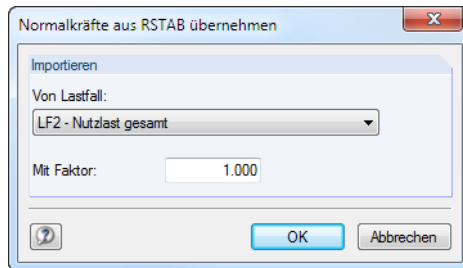 Normalkräfte aus RSTAB übernehmen
Importieren
Von Lastfall:
LF2 - Nutzlast gesamt
Mit Faktor: 1.000
OK Abbrechen